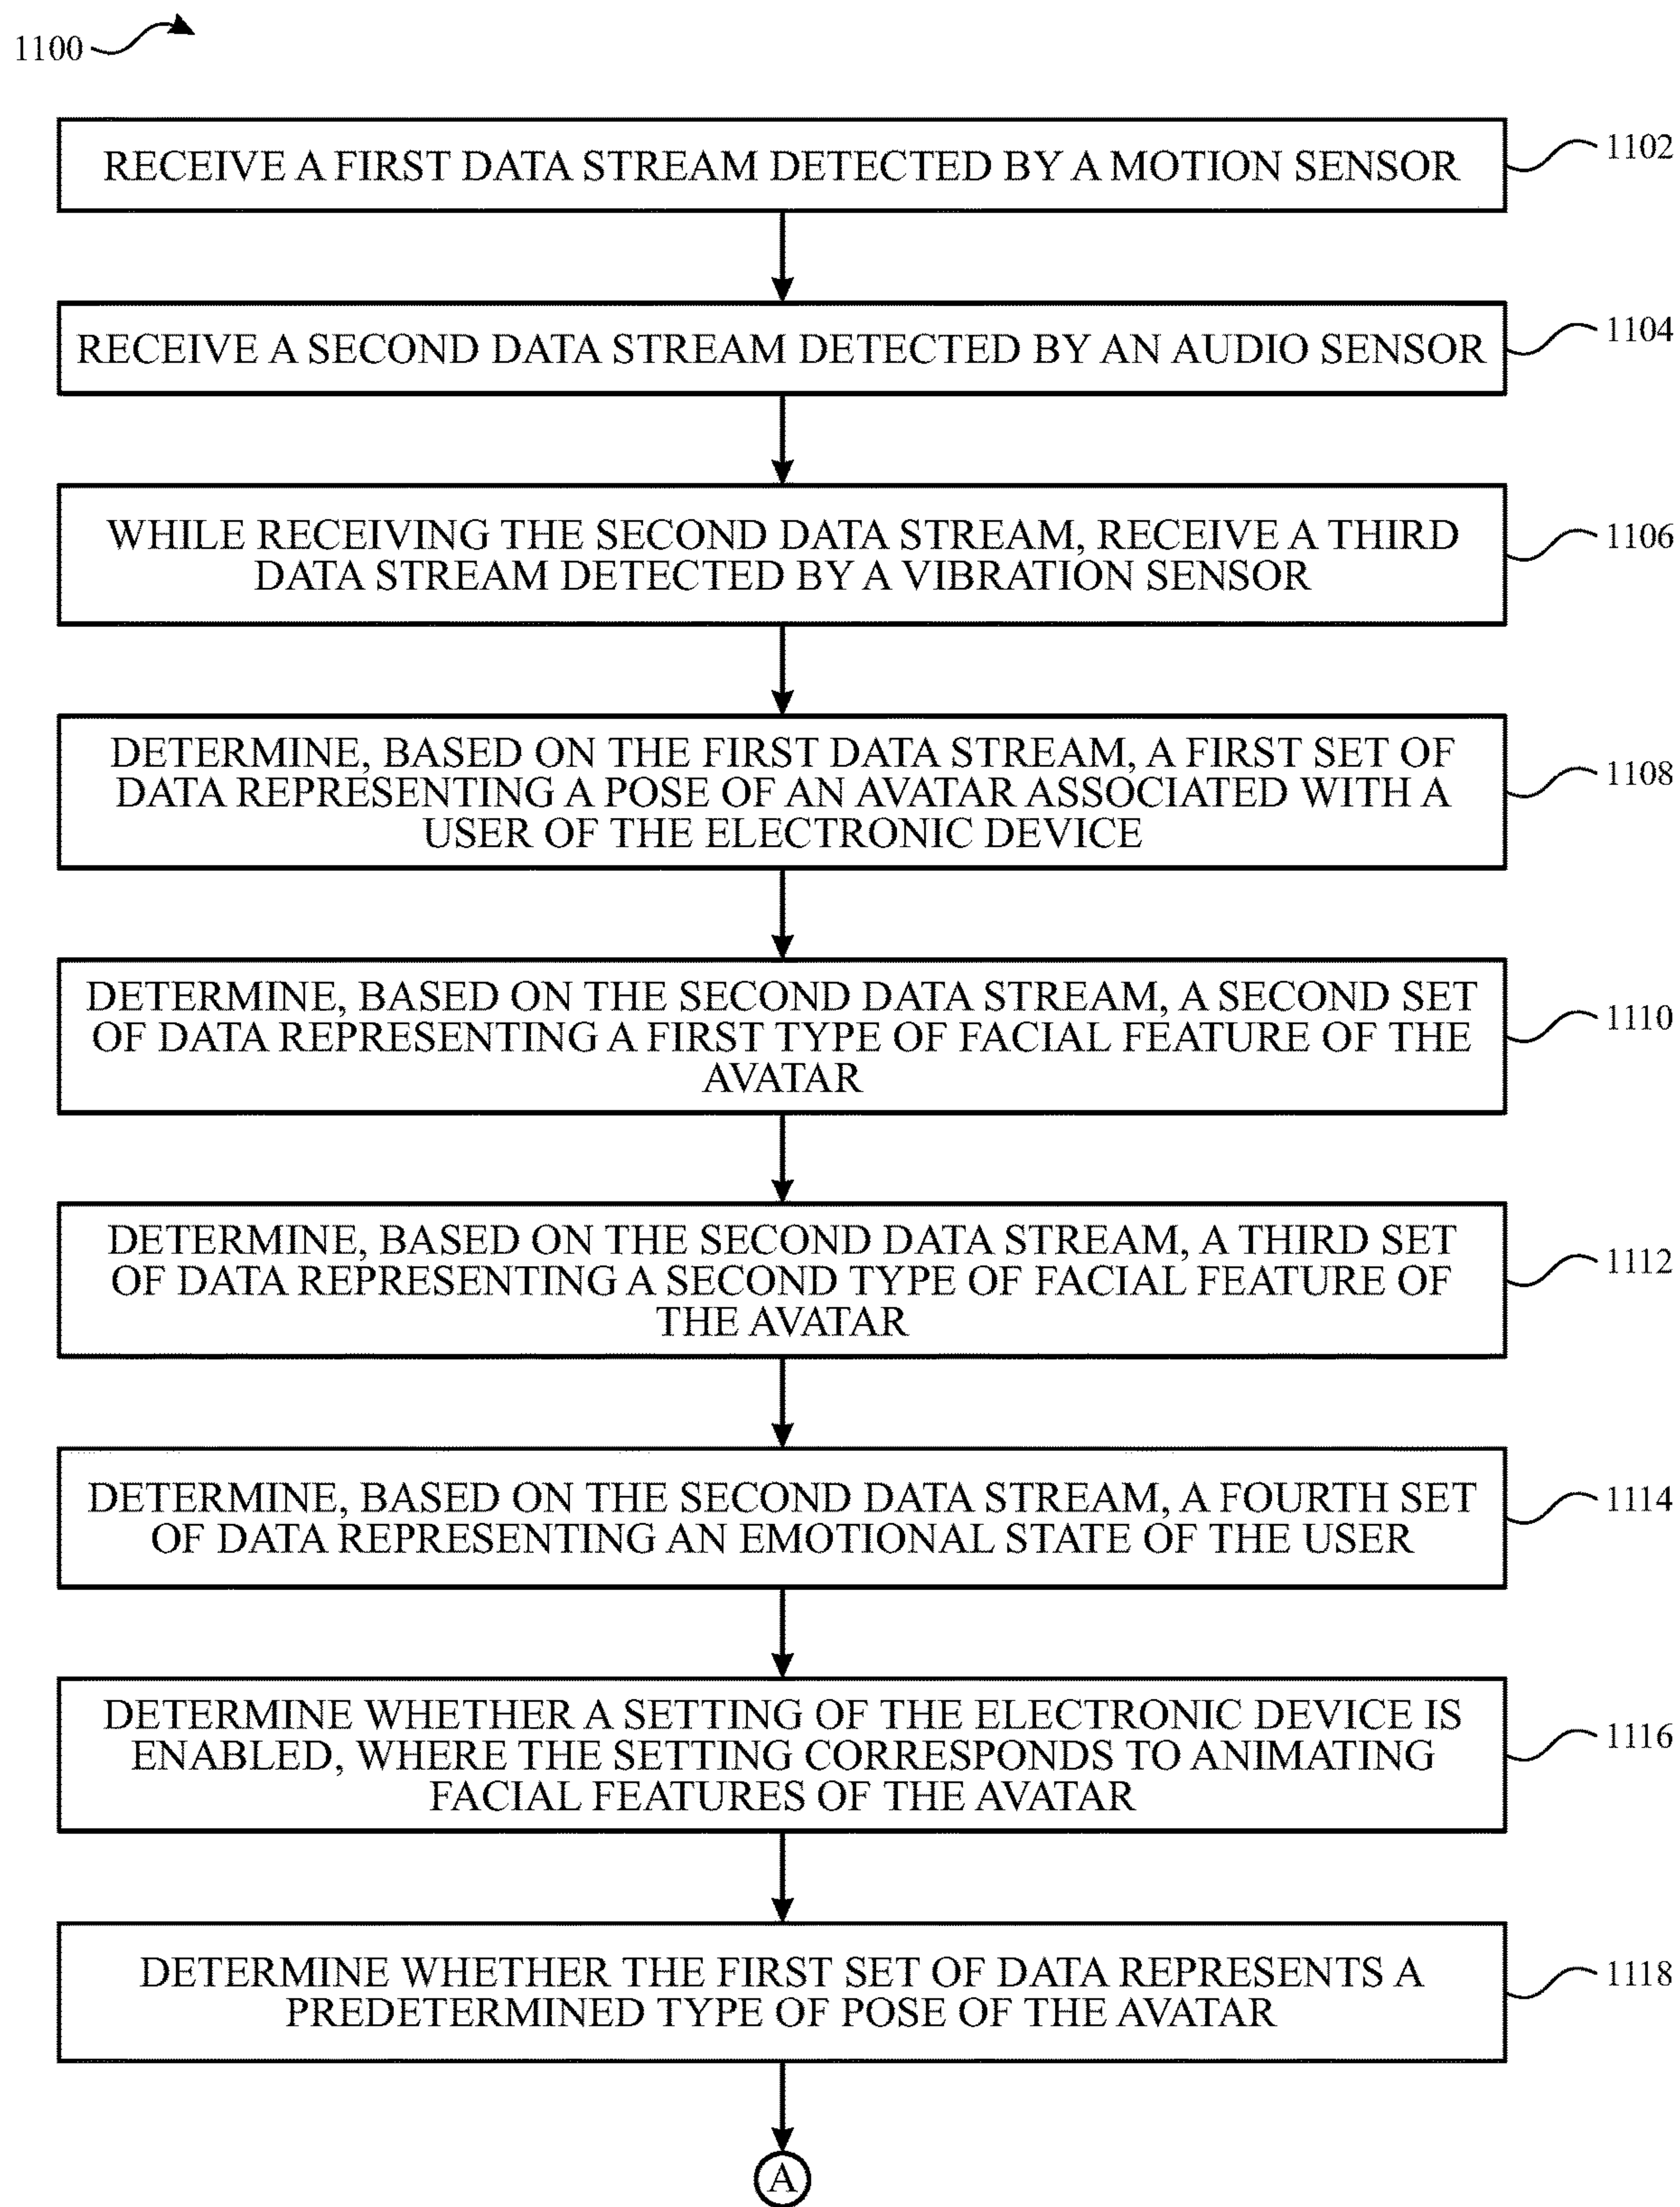 1100
RECEIVE A FIRST DATA STREAM DETECTED BY A MOTION SENSOR
1102
RECEIVE A SECOND DATA STREAM DETECTED BY AN AUDIO SENSOR
1104
WHILE RECEIVING THE SECOND DATA STREAM, RECEIVE A THIRD
DATA STREAM DETECTED BY A VIBRATION SENSOR
1106
DETERMINE, BASED ON THE FIRST DATA STREAM, A FIRST SET OF
DATA REPRESENTING A POSE OF AN AVATAR ASSOCIATED WITH A
USER OF THE ELECTRONIC DEVICE
1108
DETERMINE, BASED ON THE SECOND DATA STREAM, A SECOND SET
OF DATA REPRESENTING A FIRST TYPE OF FACIAL FEATURE OF THE
AVATAR
1110
DETERMINE, BASED ON THE SECOND DATA STREAM, A THIRD SET
OF DATA REPRESENTING A SECOND TYPE OF FACIAL FEATURE OF
THE AVATAR
1112
DETERMINE, BASED ON THE SECOND DATA STREAM, A FOURTH SET
OF DATA REPRESENTING AN EMOTIONAL STATE OF THE USER
1114
DETERMINE WHETHER A SETTING OF THE ELECTRONIC DEVICE IS
ENABLED, WHERE THE SETTING CORRESPONDS TO ANIMATING
FACIAL FEATURES OF THE AVATAR
1116
DETERMINE WHETHER THE FIRST SET OF DATA REPRESENTS A
PREDETERMINED TYPE OF POSE OF THE AVATAR
1118
A